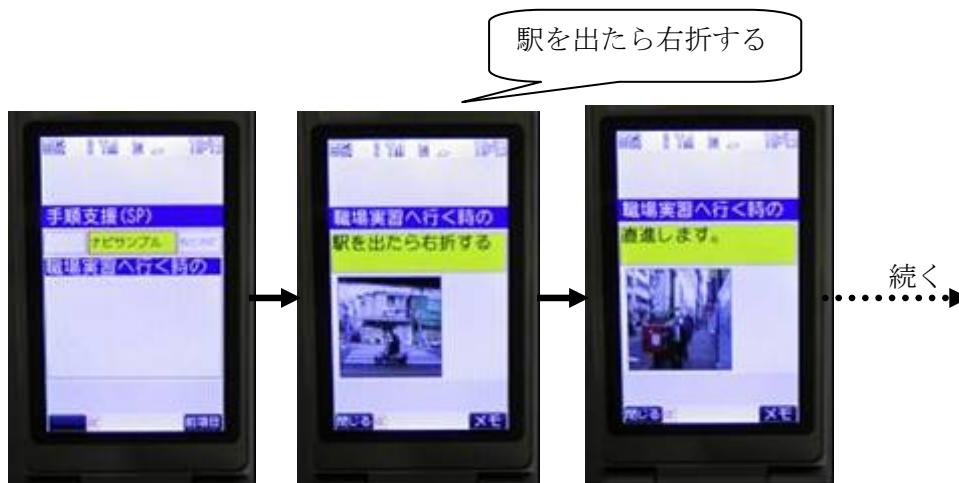 駅を出たら右折する
手順支援(SP)
ナビサンプル
職場実習へ行く時の
職場実習へ行く時の
駅を出たら右折する
閉じる
メモ
職場実習へ行く時の
直進します。
閉じる
メモ
続く